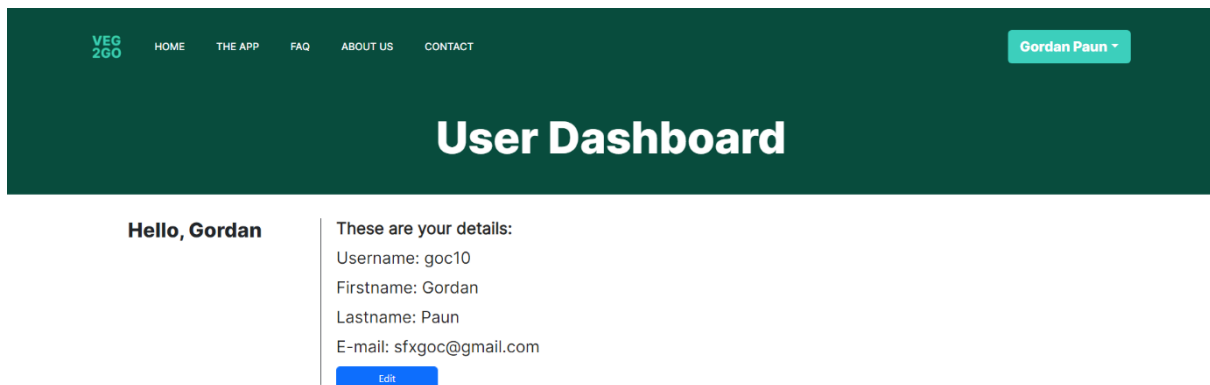 VEG
2GO
HOME THE APP FAQ ABOUT US CONTACT
Gordan Paun
User Dashboard
Hello, Gordan
These are your details:
Username: goc10
Firstname: Gordan
Lastname: Paun
E-mail: sfxgoc@gmail.com
Edit